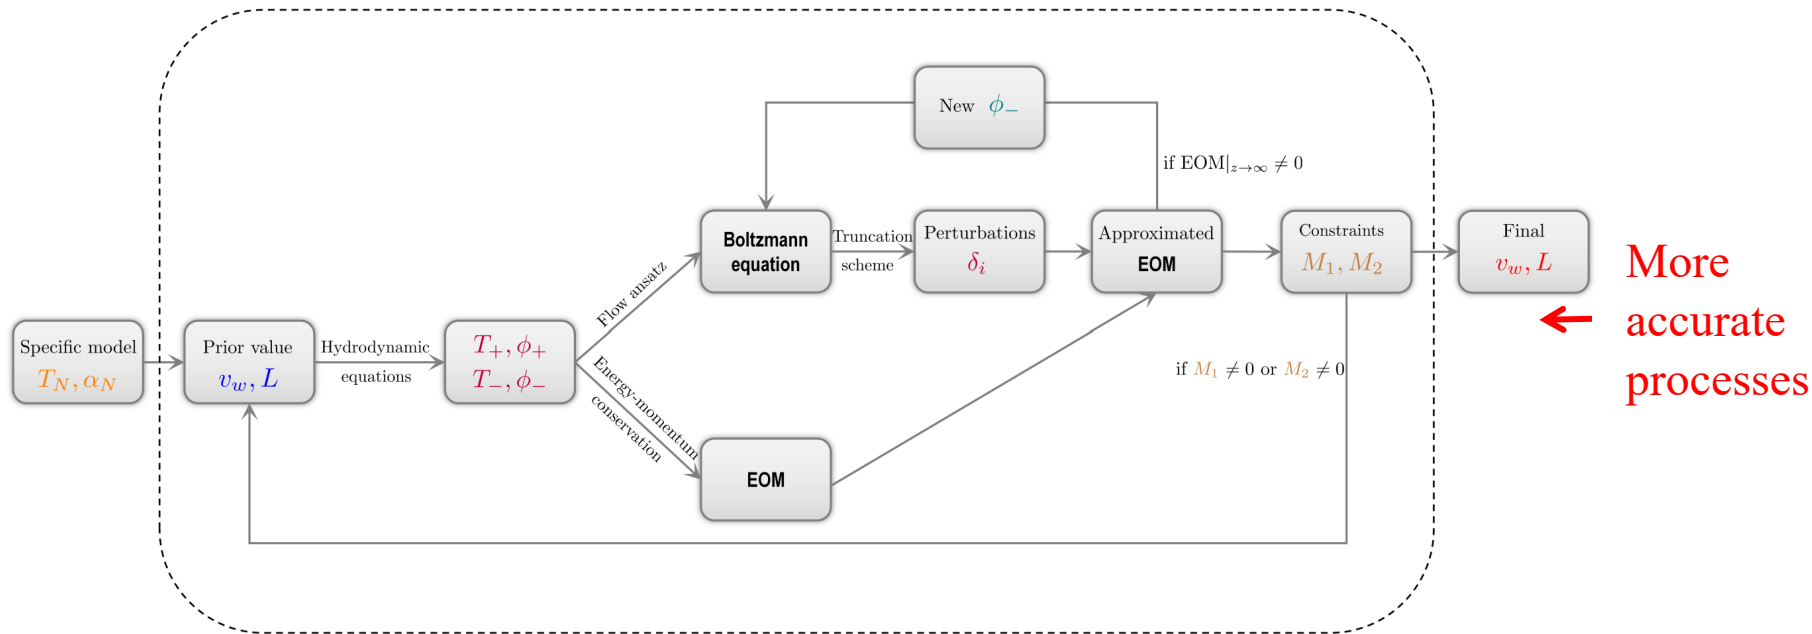 New ϕ₋
if EOM|z→∞ ≠ 0
Boltzmann
equation
Truncation
scheme
Perturbations
δᵢ
Approximated
EOM
Constraints
M₁, M₂
Final
v_w, L
More
accurate
processes
Flow ansatz
Specific model
T_N, α_N
Prior value
v_w, L
Hydrodynamic
equations
T₊, ϕ₊
T₋, ϕ₋
Energy-momentum
conservation
if M₁ ≠ 0 or M₂ ≠ 0
EOM